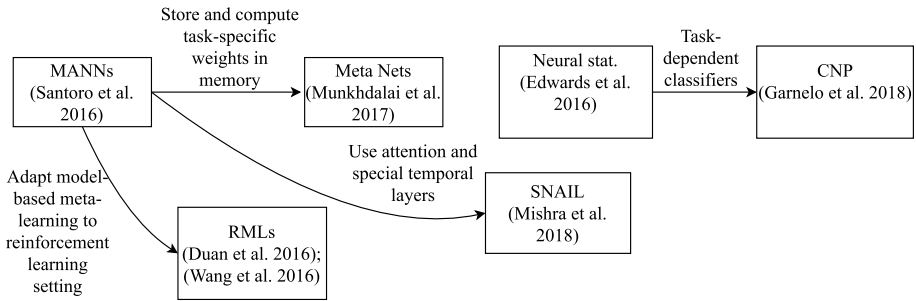 Store and compute
task-specific
weights in
memory
MANNs
(Santoro et al.
2016)
Meta Nets
(Munkhdalai et al.
2017)
Neural stat.
(Edwards et al.
2016)
Task-
dependent
classifiers
CNP
(Garnelo et al. 2018)
Use attention and
special temporal
layers
Adapt model-
based meta-
learning to
reinforcement
learning
setting
RMLs
(Duan et al. 2016);
(Wang et al. 2016)
SNAIL
(Mishra et al.
2018)